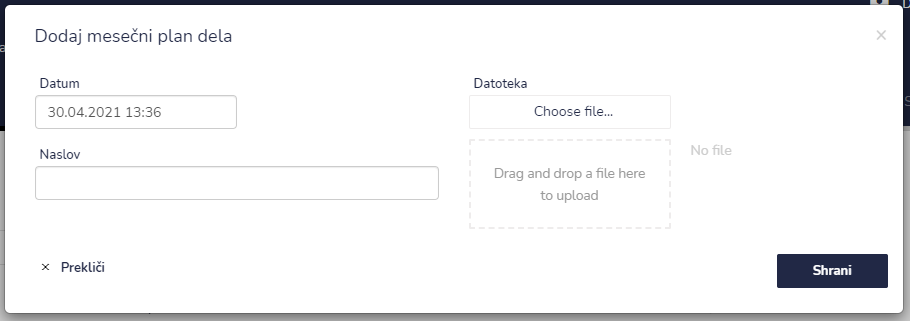 Dodaj mesečni plan dela
×
Datum
30.04.2021 13:36
Naslov
Datoteka
Choose file...
Drag and drop a file here
to upload
No file
× Prekliči
Shrani